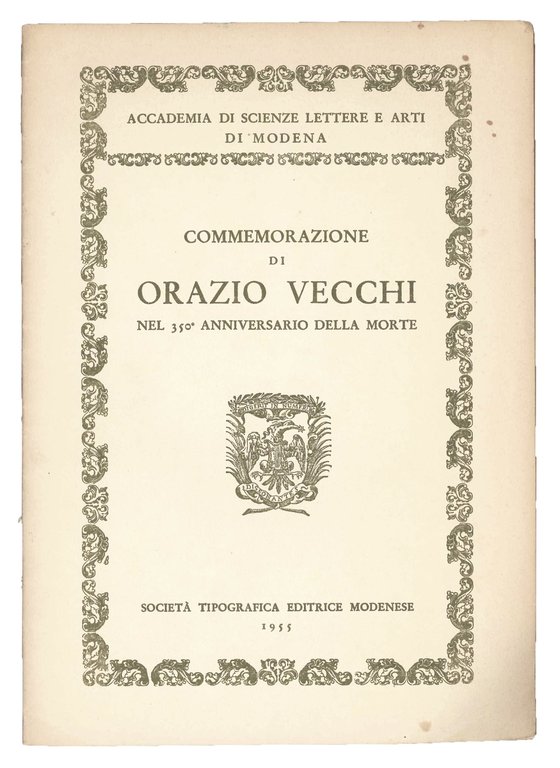 ACCADEMIA DI SCIENZE LETTERE E ARTI
DI MODENA
COMMEMORAZIONE
DI
ORAZIO VECCHI
NEL 350° ANNIVERSARIO DELLA MORTE
SOCIETÀ TIPOGRAFICA EDITRICE MODENESE
1955